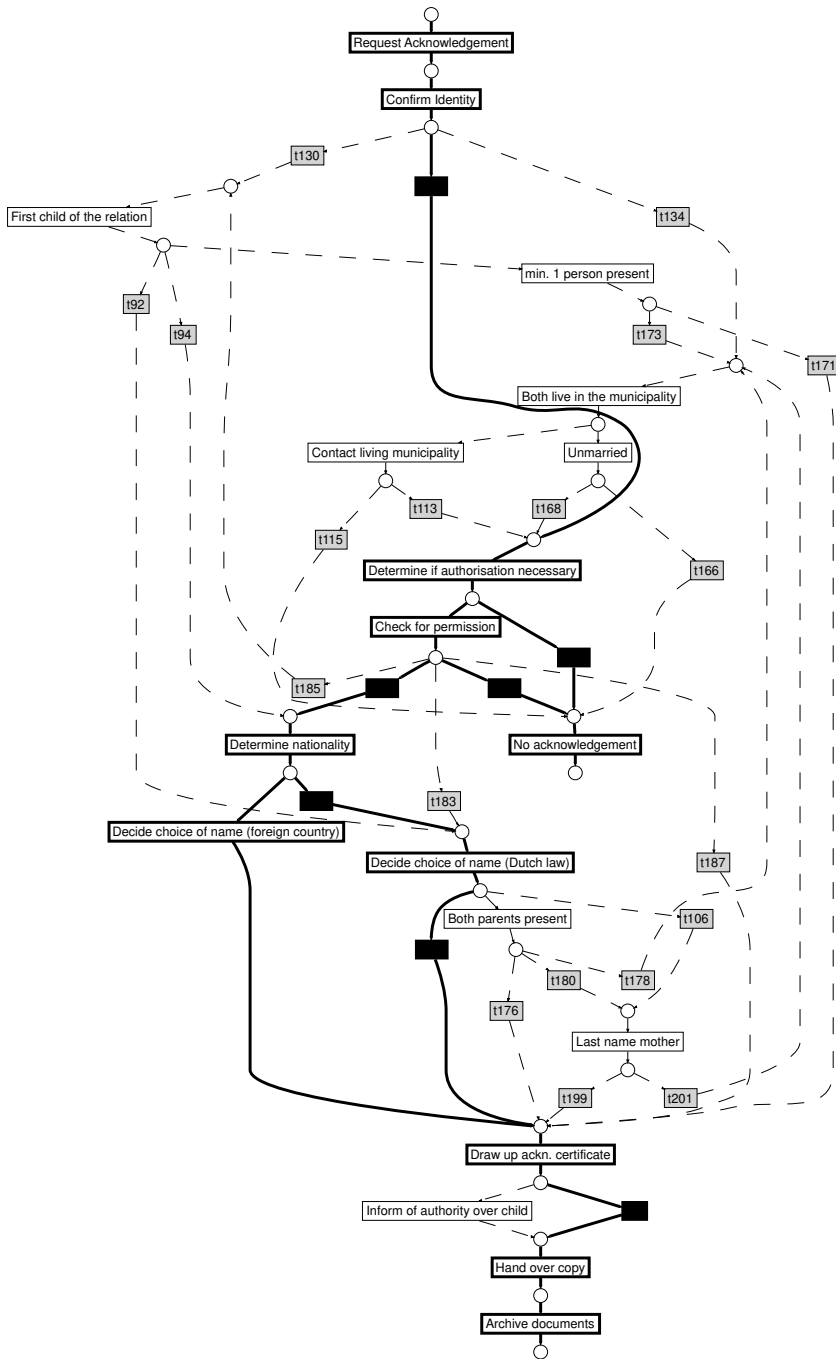 Request Acknowledgement
Confirm Identity
t130
First child of the relation
t134
min. 1 person present
t92
t94
t173
t171
Both live in the municipality
Contact living municipality
Unmarried
t113
t168
t115
Determine if authorisation necessary
t166
Check for permission
t185
Determine nationality
No acknowledgement
t183
Decide choice of name (foreign country)
Decide choice of name (Dutch law)
t187
Both parents present
t106
t180
t178
t176
Last name mother
t199
t201
Draw up ackn. certificate
Inform of authority over child
Hand over copy
Archive documents